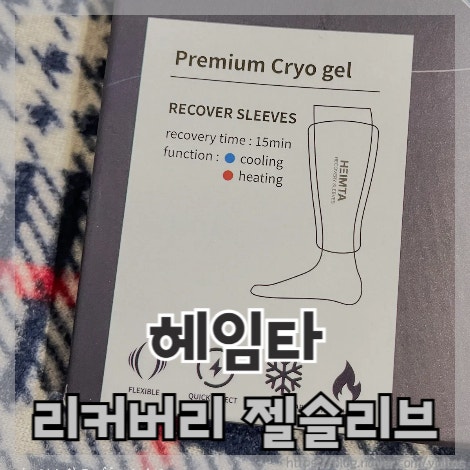 Premium Cryo gel
RECOVER SLEEVES
recovery time : 15min
function : cooling
heating
HEIMTA
헤임타
FLEXIBLE
리커버리 젤슬리브